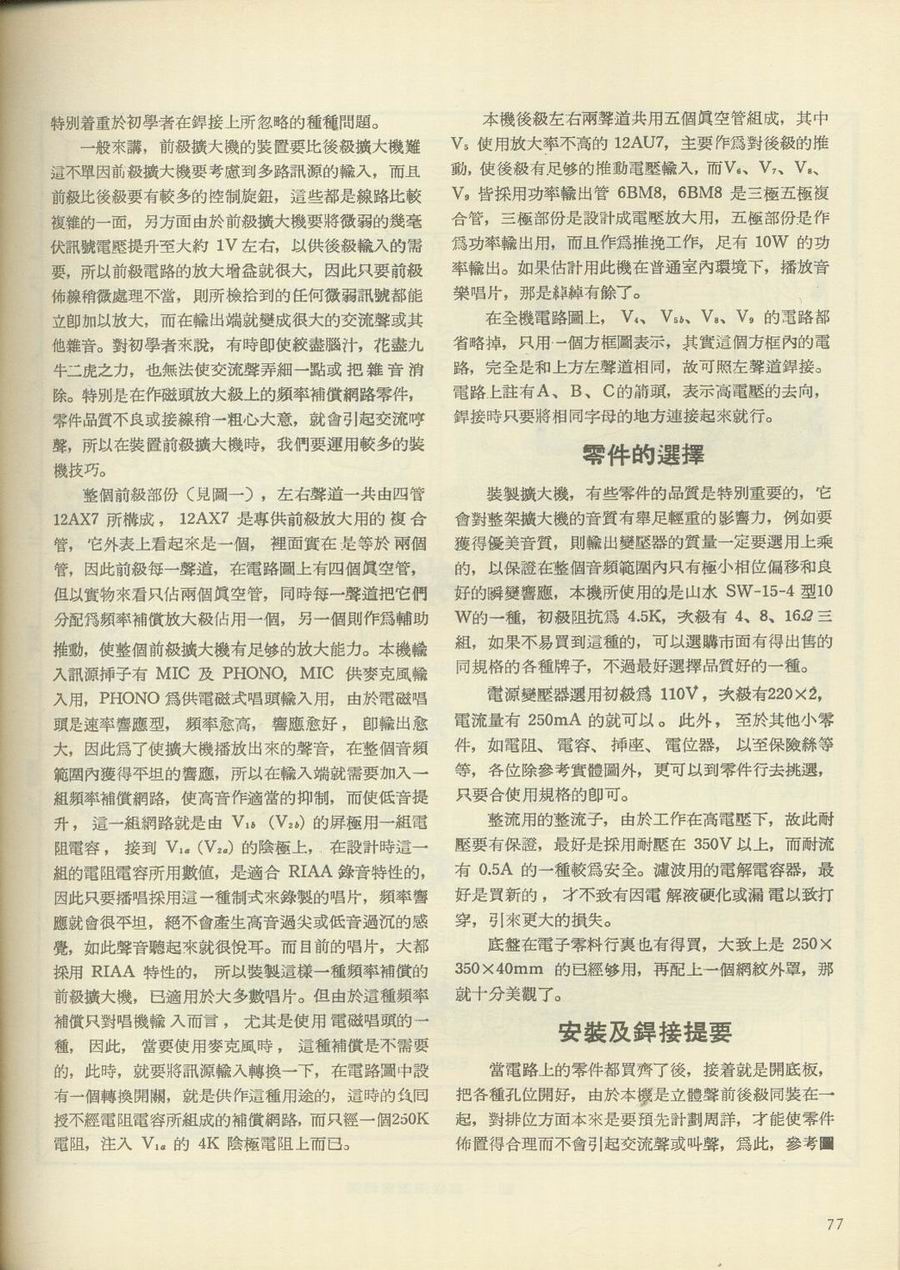 特別着重於初學者在銲接上所忽略的種種問題。
一般來講，前級擴大機的裝置要比後級擴大機難
這不單因前級擴大機要考慮到多路訊源的輸入，而且
前級比後級要有較多的控制旋鈕，這些都是線路比較
複雜的一面，另方面由於前級擴大機要將微弱的幾毫
伏訊號電壓提升至大約 1V 左右，以供後級輸入的需
要，所以前級電路的放大增益就很大，因此只要前級
佈線稍微處理不當，則所檢拾到的任何微弱訊號都能
立卽加以放大，而在輸出端就變成很大的交流聲或其
他雜音。對初學者來說，有時卽使絞盡腦汁，花盡九
牛二虎之力，也無法使交流聲弄細一點或 把 雜 音 消
除。特別是在作磁頭放大級上的頻率補償網路零件，
零件品質不良或接線稍一粗心大意，就會引起交流哼
聲，所以在裝置前級擴大機時，我們要運用較多的裝
機技巧。
整個前級部份（見圖一），左右聲道一共由四管
12AX7 所構成， 12AX7 是專供前級放大用的 複 合
管， 它外表上看起來是一個， 裡面實在 是等於 兩個
管，因此前級每一聲道，在電路圖上有四個眞空管，
但以實物來看只佔兩個眞空管，同時每一聲道把它們
分配爲頻率補償放大級佔用一個，另一個則作爲輔助
推動，使整個前級擴大機有足够的放大能力。本機輸
入訊源揷子有 MIC 及 PHONO, MIC 供麥克風輸
入用，PHONO 爲供電磁式唱頭輸入用，由於電磁唱
頭是速率響應型， 頻率愈高， 響應愈好， 卽輸出愈
大，因此爲了使擴大機播放出來的聲音，在整個音頻
範圍內獲得平坦的響應，所以在輸入端就需要加入一
組頻率補償網路，使高音作適當的抑制，而使低音提
升， 這一組網路就是由 V₁ᵦ (V₂ᵦ) 的屛極用一組電
阻電容， 接到 V₁ₐ (V₂ₐ) 的陰極上，在設計時這一
組的電阻電容所用數値，是適合 RIAA 錄音特性的，
因此只要播唱採用這一種制式來錄製的唱片，頻率響
應就會很平坦，絕不會產生高音過尖或低音過沉的感
覺，如此聲音聽起來就很悅耳。而目前的唱片，大都
採用 RIAA 特性的， 所以裝製這樣一種頻率補償的
前級擴大機，已適用於大多數唱片。但由於這種頻率
補償只對唱機輸 入而言， 尤其是使用 電磁唱頭的一
種， 因此， 當要使用麥克風時， 這種補償是不需要
的，此時，就要將訊源輸入轉換一下，在電路圖中設
有一個轉換開關，就是供作這種用途的，這時的負囘
授不經電阻電容所組成的補償網路，而只經一個250K
電阻，注入 V₁ₐ 的 4K 陰極電阻上而已。
本機後級左右兩聲道共用五個眞空管組成，其中
V₅ 使用放大率不高的 12AU7，主要作爲對後級的推
動，使後級有足够的推動電壓輸入，而V₆、V₇、V₈、
V₉ 皆採用功率輸出管 6BM8，6BM8 是三極五極複
合管，三極部份是設計成電壓放大用，五極部份是作
爲功率輸出用，而且作爲推挽工作，足有 10W 的功
率輸出。如果估計用此機在普通室內環境下，播放音
樂唱片，那是綽綽有餘了。
在全機電路圖上， V₄、 V₅ᵦ、V₈、V₉ 的電路都
省略掉，只用一個方框圖表示，其實這個方框內的電
路，完全是和上方左聲道相同，故可照左聲道銲接。
電路上註有A、B、C的箭頭，表示高電壓的去向，
銲接時只要將相同字母的地方連接起來就行。
零件的選擇
裝製擴大機，有些零件的品質是特別重要的，它
會對整架擴大機的音質有舉足輕重的影響力，例如要
獲得優美音質，則輸出變壓器的質量一定要選用上乘
的，以保證在整個音頻範圍內只有極小相位偏移和良
好的瞬變響應，本機所使用的是山水 SW-15-4 型10
W的一種，初級阻抗爲 4.5K，次級有 4、8、16Ω 三
組，如果不易買到這種的，可以選購市面有得出售的
同規格的各種牌子，不過最好選擇品質好的一種。
電源變壓器選用初級爲 110V，次級有220×2，
電流量有 250mA 的就可以。此外， 至於其他小零
件，如電阻、電容、 揷座、 電位器， 以至保險絲等
等，各位除參考實體圖外，更可以到零件行去挑選，
只要合使用規格的卽可。
整流用的整流子，由於工作在高電壓下，故此耐
壓要有保證，最好是採用耐壓在 350V 以上，而耐流
有 0.5A 的一種較爲安全。濾波用的電解電容器，最
好是買新的， 才不致有因電 解液硬化或漏 電以致打
穿，引來更大的損失。
底盤在電子零料行裏也有得買，大致上是 250×
350×40mm 的已經够用，再配上一個網紋外罩，那
就十分美觀了。
安裝及銲接提要
當電路上的零件都買齊了後，接着就是開底板，
把各種孔位開好，由於本機是立體聲前後級同裝在一
起，對排位方面本來是要預先計劃周詳，才能使零件
佈置得合理而不會引起交流聲或叫聲，爲此，參考圖
77